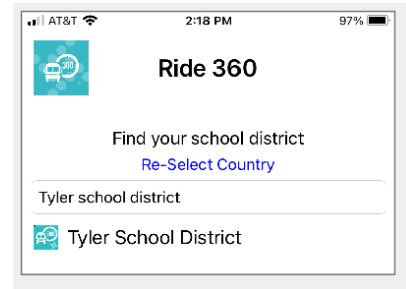 AT&T 2:18 PM 97%
360
Ride 360
Find your school district
Re-Select Country
Tyler school district
Tyler School District